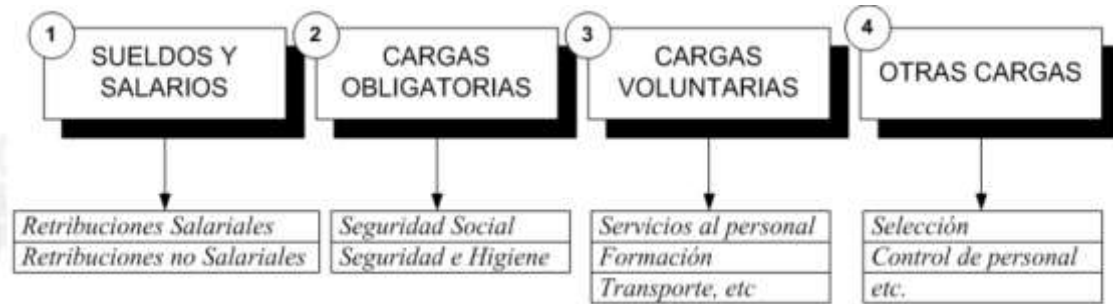 1
SUELDOS Y
SALARIOS
Retribuciones Salariales
Retribuciones no Salariales
2
CARGAS
OBLIGATORIAS
Seguridad Social
Seguridad e Higiene
3
CARGAS
VOLUNTARIAS
Servicios al personal
Formación
Transporte, etc
4
OTRAS CARGAS
Selección
Control de personal
etc.